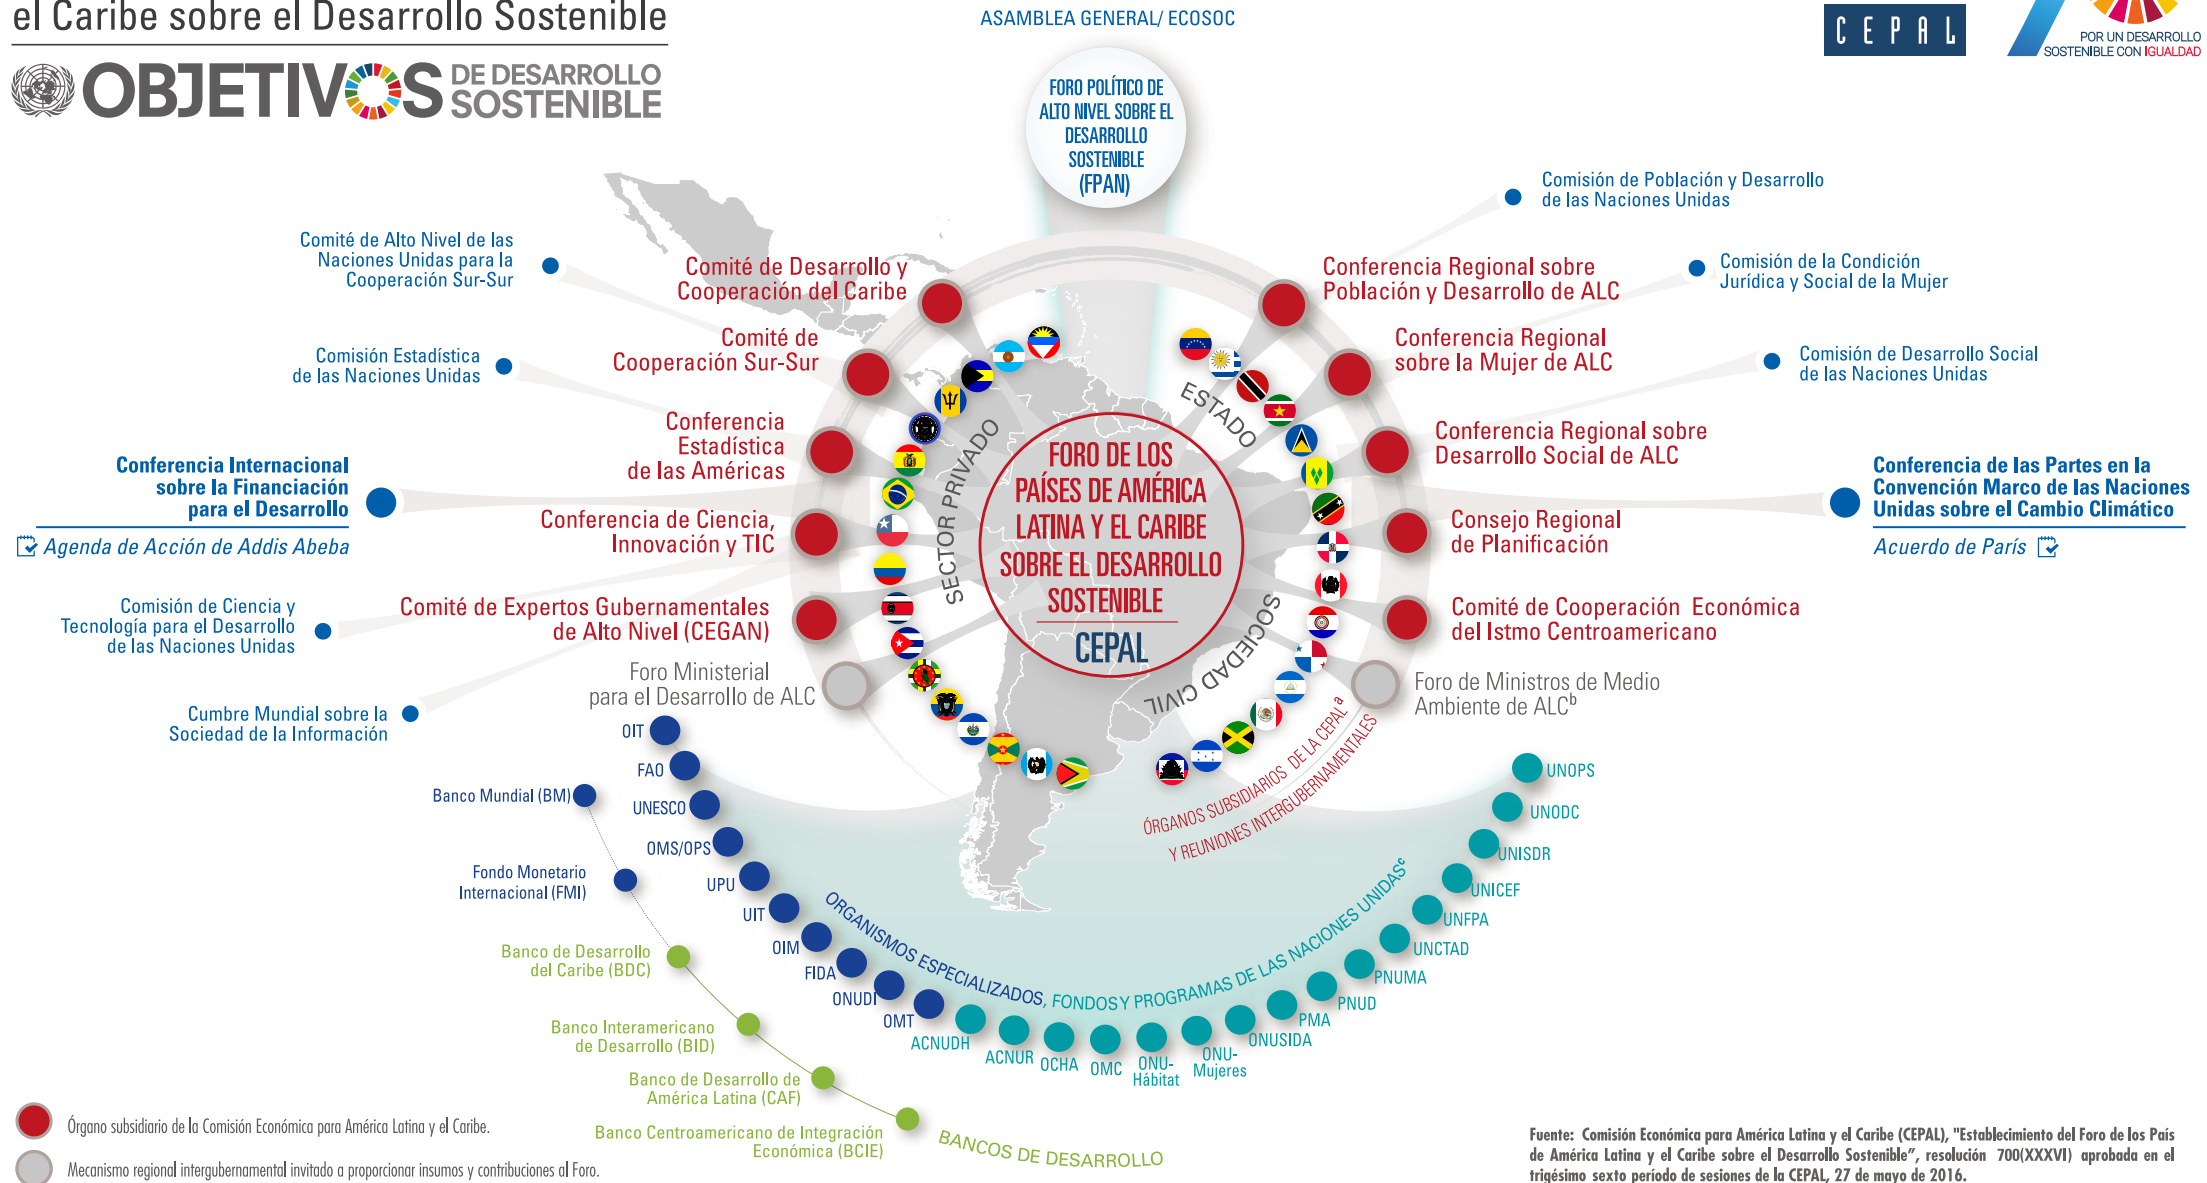 el Caribe sobre el Desarrollo Sostenible
OBJETIVOS DE DESARROLLO
SOSTENIBLE
ASAMBLEA GENERAL/ ECOSOC
FORO POLÍTICO DE
ALTO NIVEL SOBRE EL
DESARROLLO
SOSTENIBLE
(FPAN)
CEPAL
POR UN DESARROLLO
SOSTENIBLE CON IGUALDAD
Comité de Alto Nivel de las
Naciones Unidas para la
Cooperación Sur-Sur
Comisión Estadística
de las Naciones Unidas
Conferencia Internacional
sobre la Financiación
para el Desarrollo
Agenda de Acción de Addis Abeba
Comisión de Ciencia y
Tecnología para el Desarrollo
de las Naciones Unidas
Cumbre Mundial sobre la
Sociedad de la Información
Comité de Desarrollo y
Cooperación del Caribe
Comité de
Cooperación Sur-Sur
Conferencia
Estadística
de las Américas
Conferencia de Ciencia,
Innovación y TIC
Comité de Expertos Gubernamentales
de Alto Nivel (CEGAN)
Foro Ministerial
para el Desarrollo de ALC
SECTOR PRIVADO
ESTADO
SOCIEDAD CIVIL
FORO DE LOS
PAÍSES DE AMÉRICA
LATINA Y EL CARIBE
SOBRE EL DESARROLLO
SOSTENIBLE
CEPAL
Conferencia Regional sobre
Población y Desarrollo de ALC
Conferencia Regional
sobre la Mujer de ALC
Conferencia Regional sobre
Desarrollo Social de ALC
Consejo Regional
de Planificación
Comité de Cooperación Económica
del Istmo Centroamericano
Foro de Ministros de Medio
Ambiente de ALCᵇ
Comisión de Población y Desarrollo
de las Naciones Unidas
Comisión de la Condición
Jurídica y Social de la Mujer
Comisión de Desarrollo Social
de las Naciones Unidas
Conferencia de las Partes en la
Convención Marco de las Naciones
Unidas sobre el Cambio Climático
Acuerdo de París
ÓRGANOS SUBSIDIARIOS DE LA CEPALᵃ
Y REUNIONES INTERGUBERNAMENTALES
OIT
FAO
UNESCO
OMS/OPS
UPU
UIT
OIM
FIDA
ONUDI
OMT
ACNUDH
ACNUR
OCHA
OMC
ONU-
Hábitat
ONU-
Mujeres
ONUSIDA
PMA
PNUD
PNUMA
UNCTAD
UNFPA
UNICEF
UNISDR
UNODC
UNOPS
ORGANISMOS ESPECIALIZADOS, FONDOS Y PROGRAMAS DE LAS NACIONES UNIDASᶜ
Banco Mundial (BM)
Fondo Monetario
Internacional (FMI)
Banco de Desarrollo
del Caribe (BDC)
Banco Interamericano
de Desarrollo (BID)
Banco de Desarrollo de
América Latina (CAF)
Banco Centroamericano de Integración
Económica (BCIE)
BANCOS DE DESARROLLO
Órgano subsidiario de la Comisión Económica para América Latina y el Caribe.
Mecanismo regional intergubernamental invitado a proporcionar insumos y contribuciones al Foro.
Fuente: Comisión Económica para América Latina y el Caribe (CEPAL), "Establecimiento del Foro de los País
de América Latina y el Caribe sobre el Desarrollo Sostenible", resolución 700(XXXVI) aprobada en el
trigésimo sexto período de sesiones de la CEPAL, 27 de mayo de 2016.